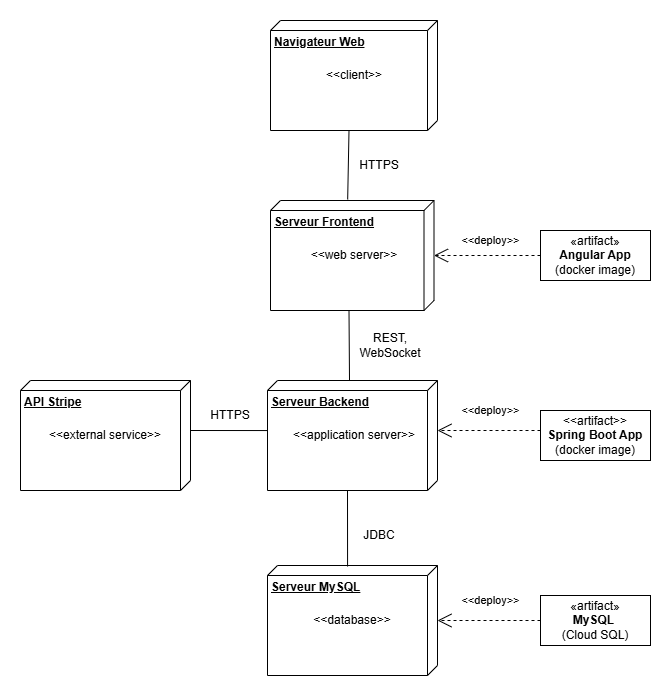 Navigateur Web
<<client>>
HTTPS
Serveur Frontend
<<web server>>
<<deploy>>
«artifact»
Angular App
(docker image)
REST,
WebSocket
API Stripe
<<external service>>
HTTPS
Serveur Backend
<<application server>>
<<deploy>>
<<artifact>>
Spring Boot App
(docker image)
JDBC
Serveur MySQL
<<database>>
<<deploy>>
«artifact»
MySQL
(Cloud SQL)